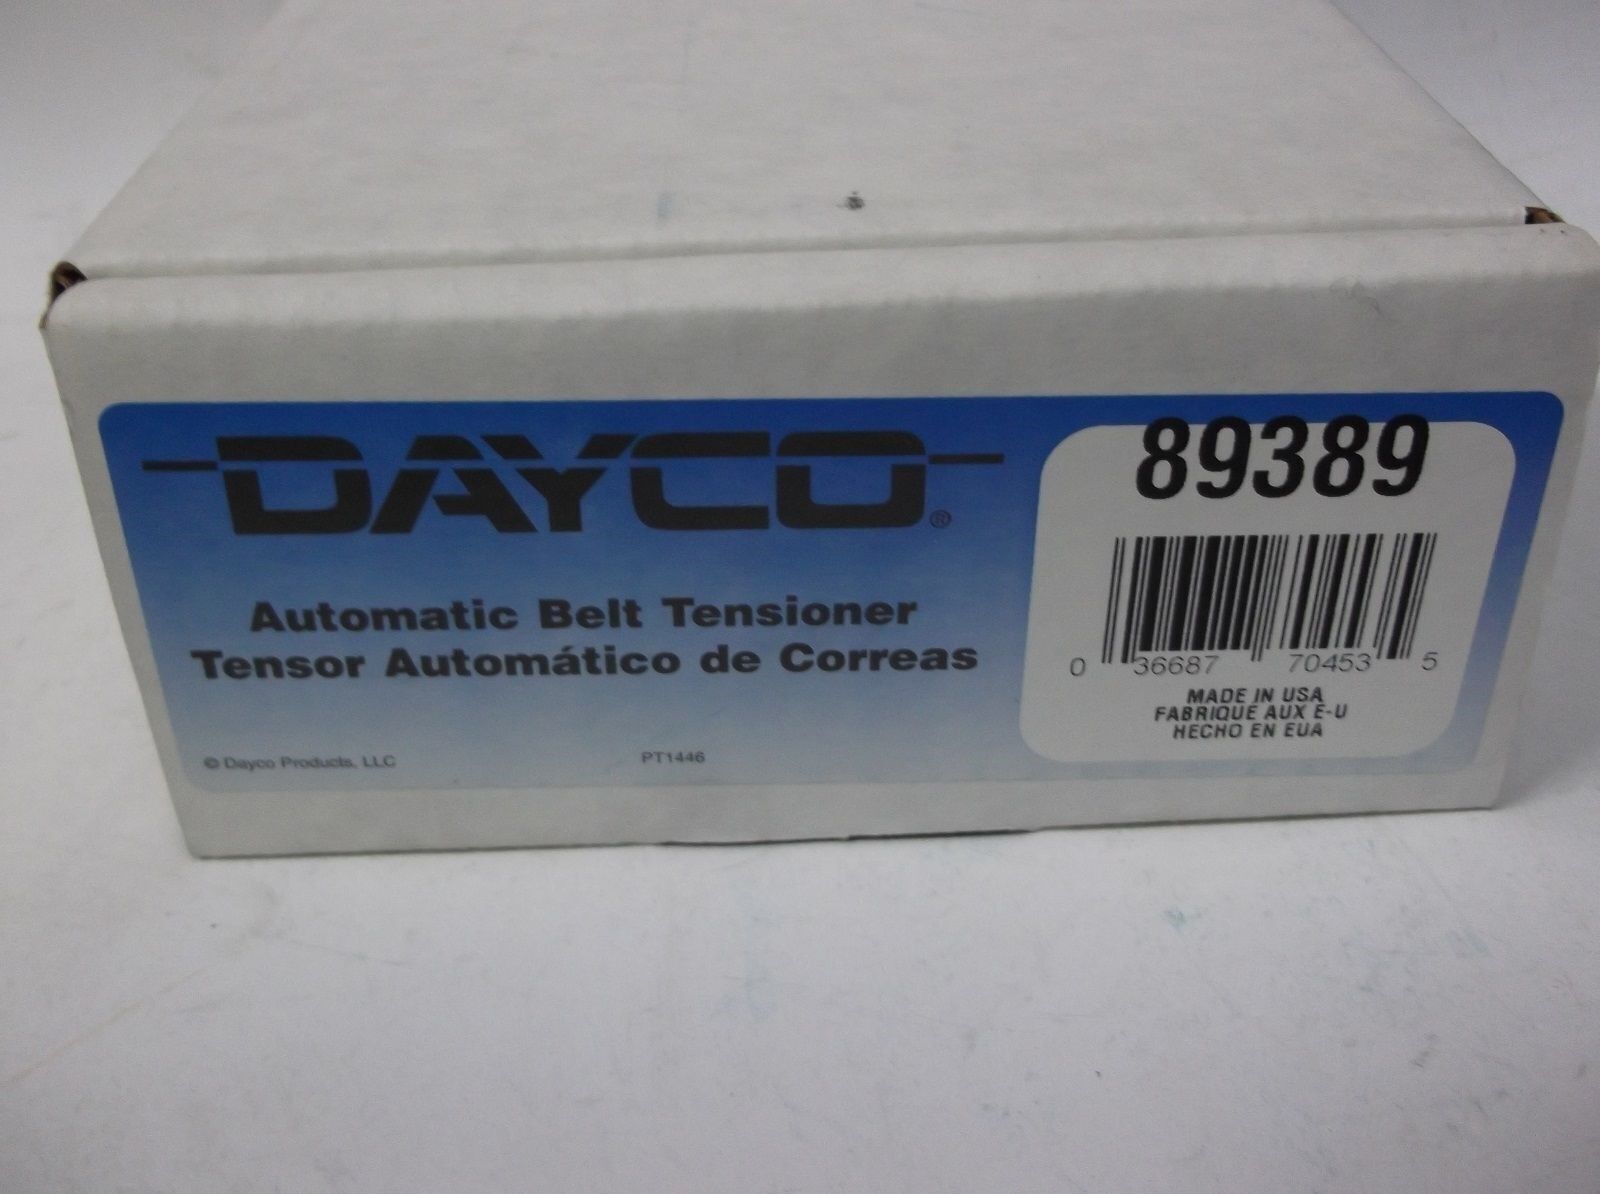 DAYCO®
Automatic Belt Tensioner
Tensor Automático de Correas
© Dayco Products, LLC
PT1446
89389
0 36687 70453 5
MADE IN USA
FABRIQUE AUX E-U
HECHO EN EUA